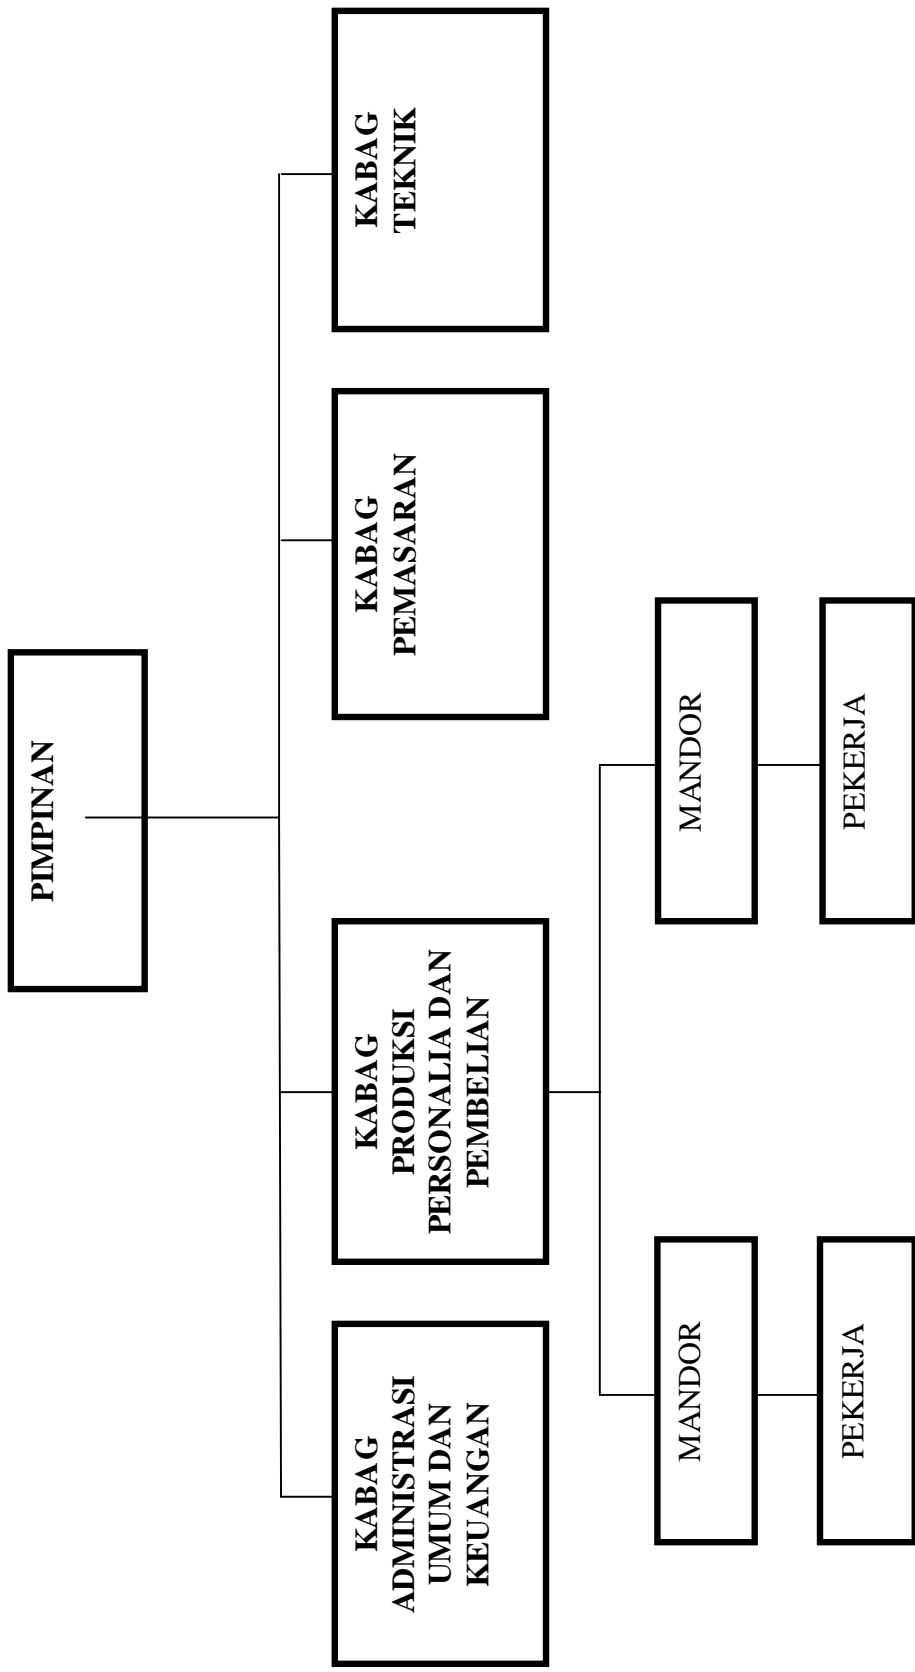 PIMPINAN
KABAG
ADMINISTRASI
UMUM DAN
KEUANGAN
KABAG
PRODUKSI
PERSONALIA DAN
PEMBELIAN
KABAG
PEMASARAN
KABAG
TEKNIK
MANDOR
MANDOR
PEKERJA
PEKERJA